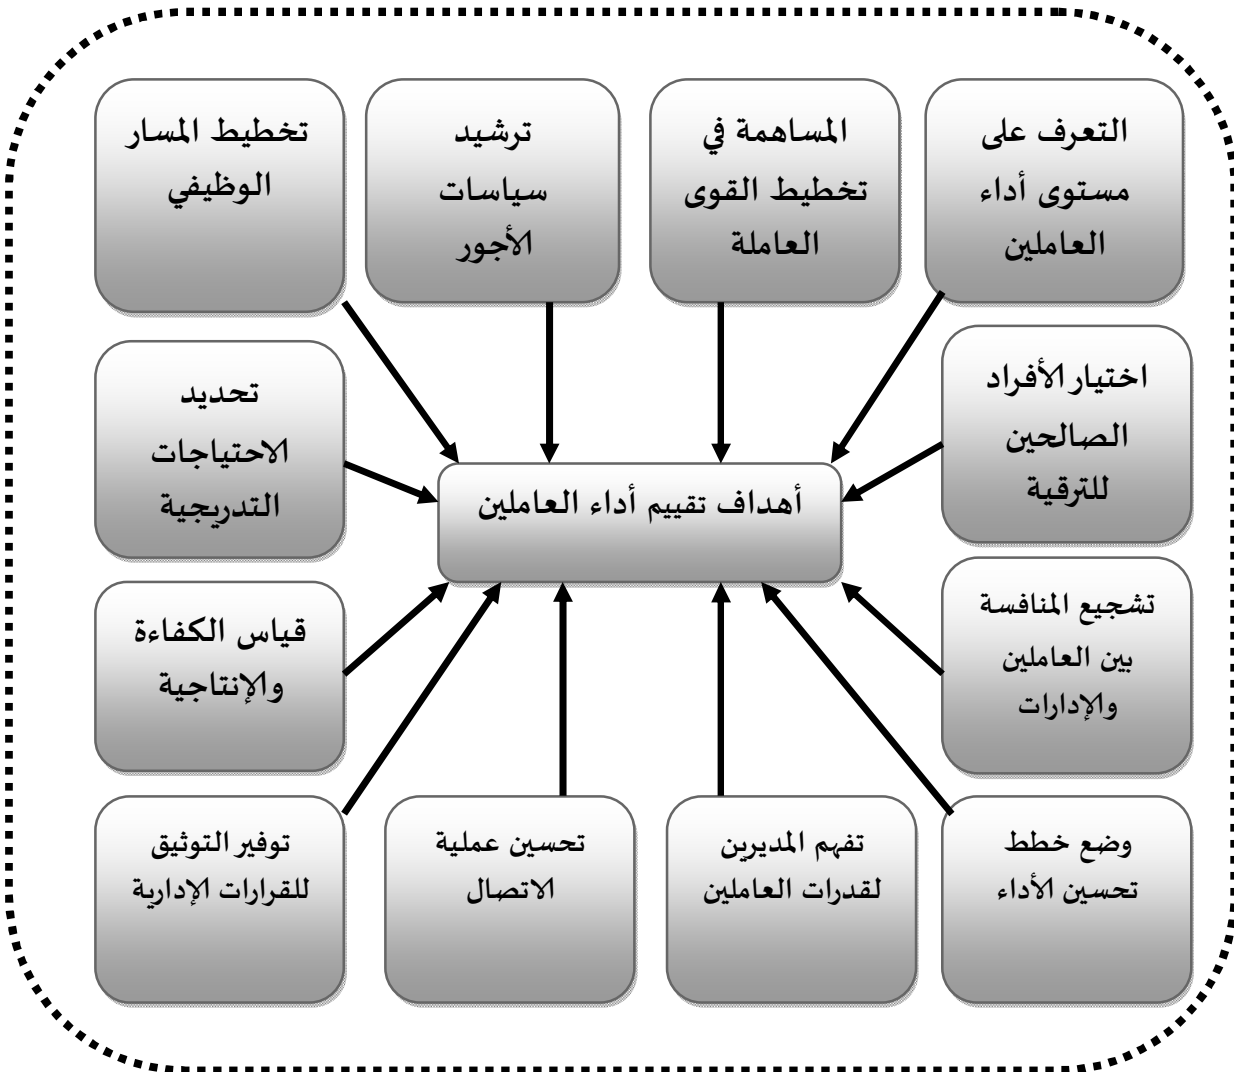 التعرف على
مستوى أداء
العاملين
المساهمة في
تخطيط القوى
العاملة
ترشيد
سياسات
الأجور
تخطيط المسار
الوظيفي
اختيار الأفراد
الصالحين
للترقية
تحديد
الاحتياجات
التدريجية
أهداف تقييم أداء العاملين
تشجيع المنافسة
بين العاملين
والإدارات
قياس الكفاءة
والإنتاجية
وضع خطط
تحسين الأداء
تفهم المديرين
لقدرات العاملين
تحسين عملية
الاتصال
توفير التوثيق
للقرارات الإدارية